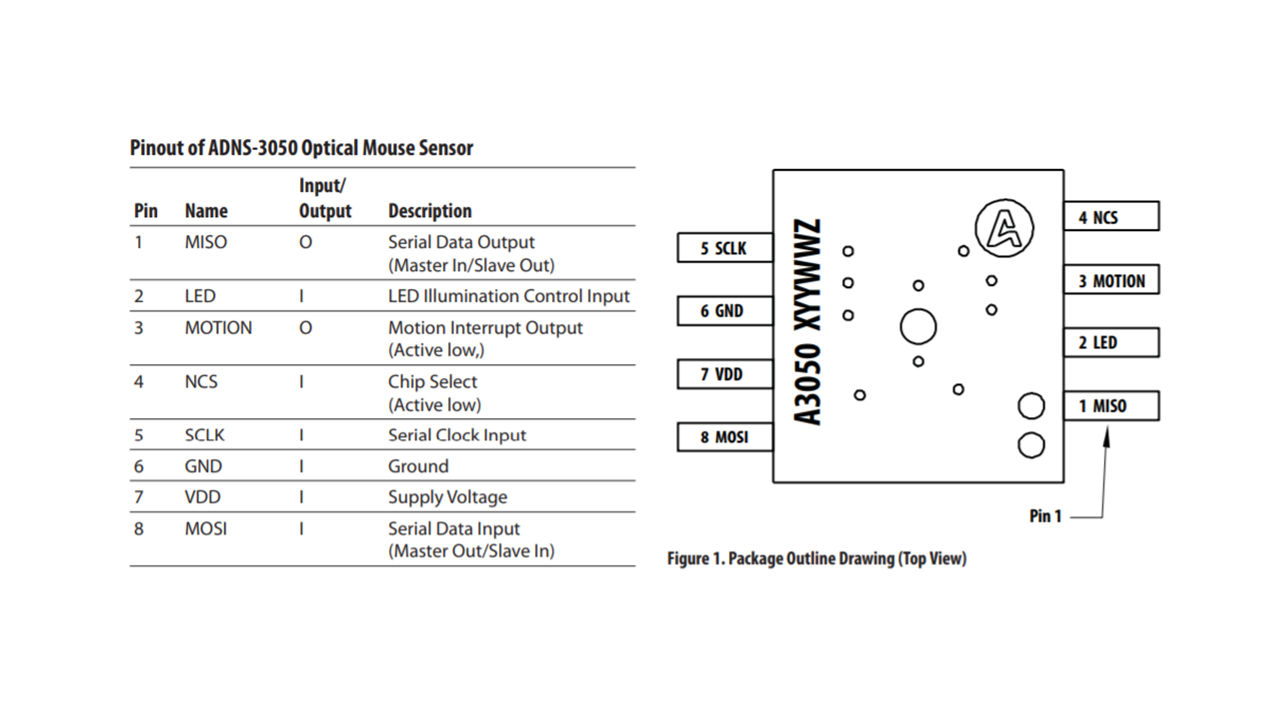 Pinout of ADNS-3050 Optical Mouse Sensor
Input/
Pin Name Output Description
1 MISO O Serial Data Output
(Master In/Slave Out)
2 LED I LED Illumination Control Input
3 MOTION O Motion Interrupt Output
(Active low,)
4 NCS I Chip Select
(Active low)
5 SCLK I Serial Clock Input
6 GND I Ground
7 VDD I Supply Voltage
8 MOSI I Serial Data Input
(Master Out/Slave In)
5 SCLK
6 GND
7 VDD
8 MOSI
A3050 XYYWWZ
4 NCS
3 MOTION
2 LED
1 MISO
Pin 1
Figure 1. Package Outline Drawing (Top View)